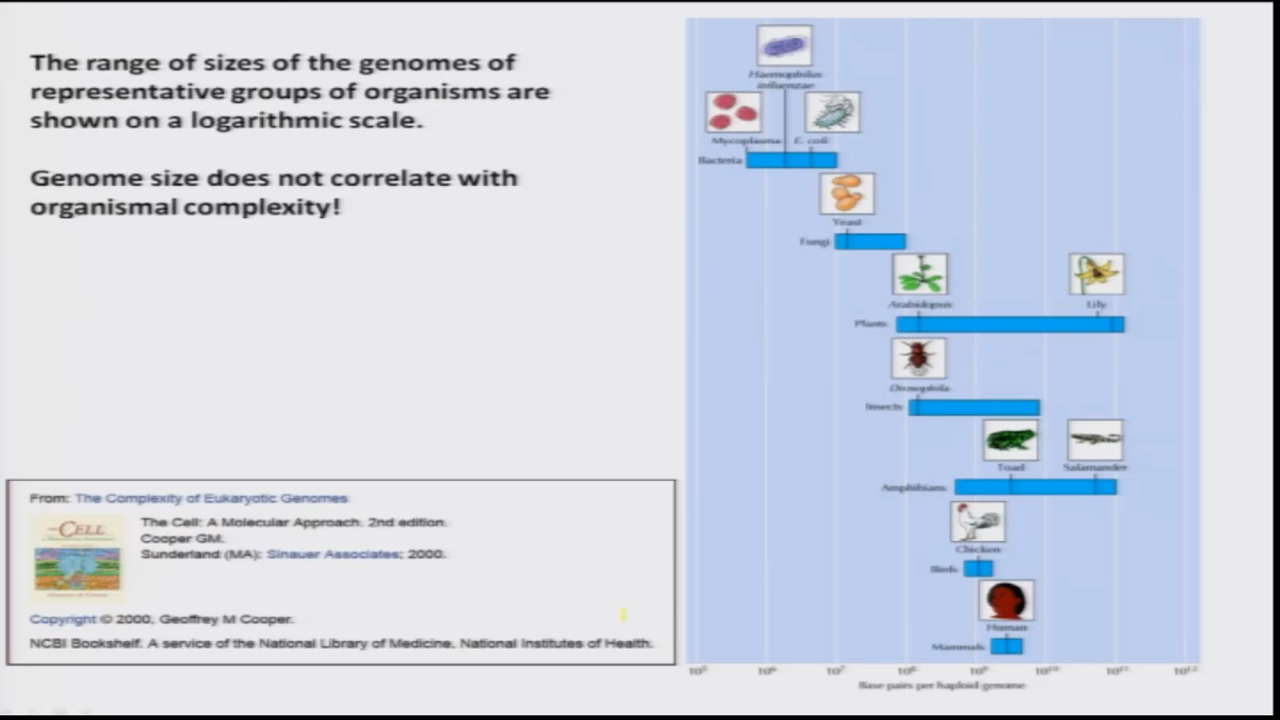 The range of sizes of the genomes of
representative groups of organisms are
shown on a logarithmic scale.
Genome size does not correlate with
organismal complexity!
From: The Complexity of Eukaryotic Genomes
The CELL
The Cell: A Molecular Approach. 2nd edition.
Cooper GM.
Sunderland (MA): Sinauer Associates; 2000.
Copyright © 2000, Geoffrey M Cooper.
NCBI Bookshelf. A service of the National Library of Medicine, National Institutes of Health.
Haemophilus
influenzae
Mycoplasma E. coli
Bacteria
Yeast
Fungi
Arabidopsis Lily
Plants
Drosophila
Insects
Toad Salamander
Amphibians
Chicken
Birds
Human
Mammals
10⁵ 10⁶ 10⁷ 10⁸ 10⁹ 10¹⁰ 10¹¹ 10¹²
Base pairs per haploid genome